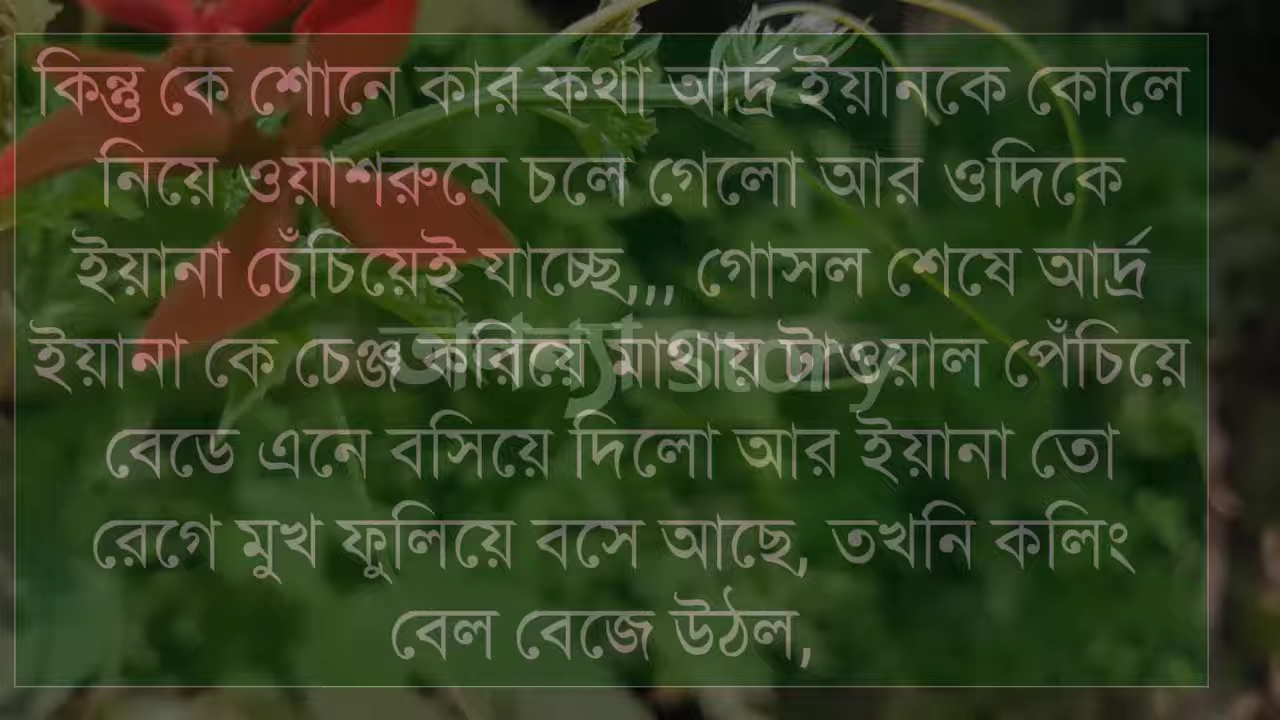 কিন্তু কে শোনে কার কথা আর্দ্র ইয়ানকে কোলে
নিয়ে ওয়াশরুমে চলে গেলো আর ওদিকে
ইয়ানা চেঁচিয়েই যাচ্ছে,,, গোসল শেষে আর্দ্র
ইয়ানা কে চেঞ্জ করিয়ে মাথায় টাওয়াল পেঁচিয়ে
বেডে এনে বসিয়ে দিলো আর ইয়ানা তো
রেগে মুখ ফুলিয়ে বসে আছে, তখনি কলিং
বেল বেজে উঠল,